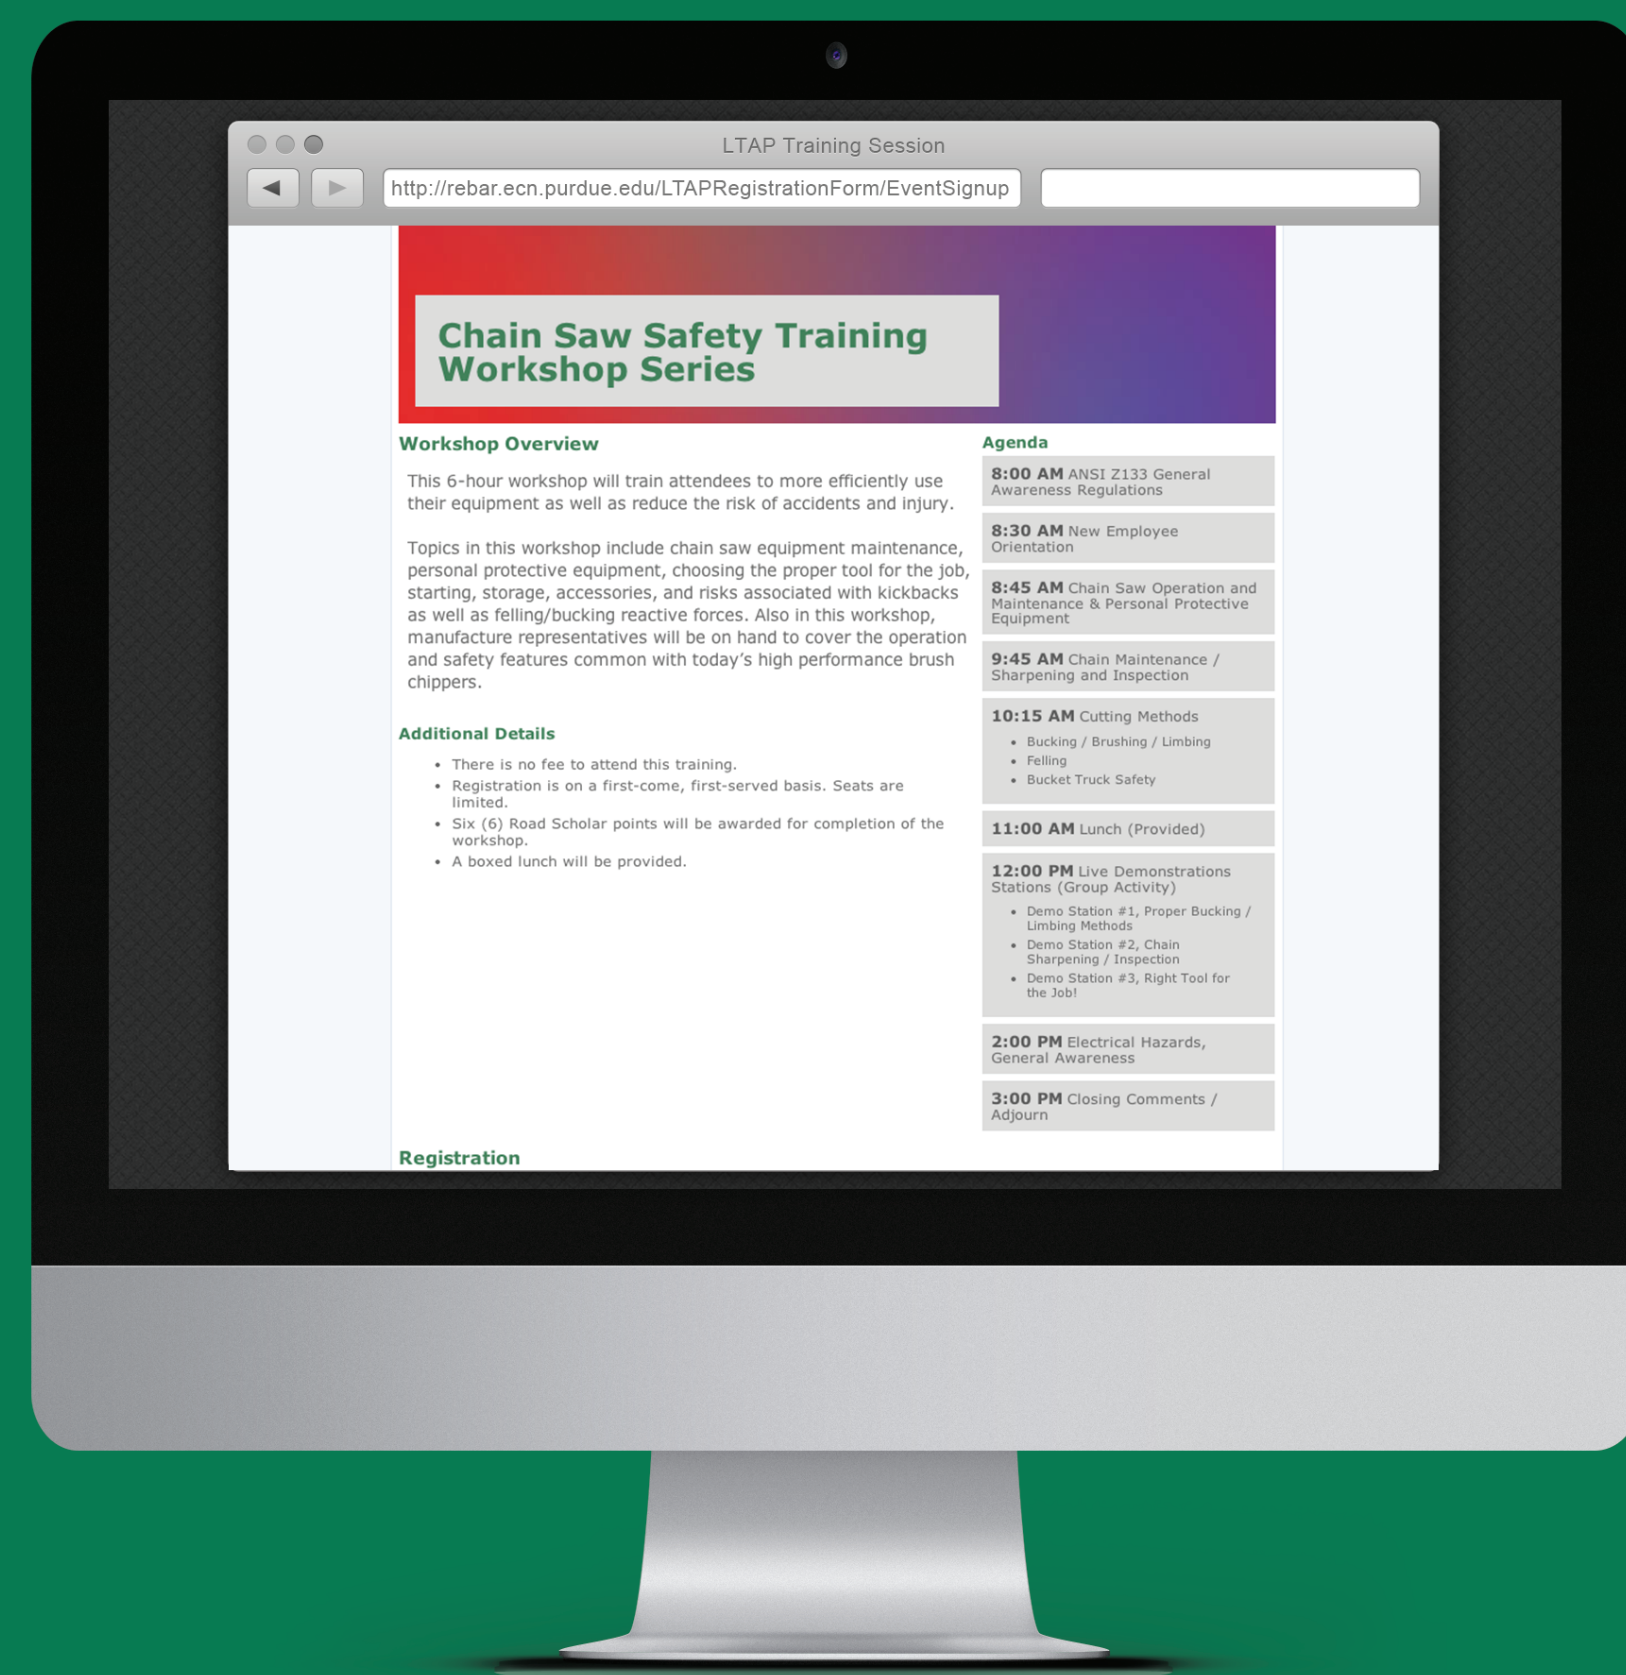 LTAP Training Session
http://rebar.ecn.purdue.edu/LTAPRegistrationForm/EventSignup
Chain Saw Safety Training
Workshop Series
Workshop Overview
This 6-hour workshop will train attendees to more efficiently use
their equipment as well as reduce the risk of accidents and injury.
Topics in this workshop include chain saw equipment maintenance,
personal protective equipment, choosing the proper tool for the job,
starting, storage, accessories, and risks associated with kickbacks
as well as felling/bucking reactive forces. Also in this workshop,
manufacture representatives will be on hand to cover the operation
and safety features common with today’s high performance brush
chippers.
Additional Details
• There is no fee to attend this training.
• Registration is on a first-come, first-served basis. Seats are
limited.
• Six (6) Road Scholar points will be awarded for completion of the
workshop.
• A boxed lunch will be provided.
Agenda
8:00 AM ANSI Z133 General
Awareness Regulations
8:30 AM New Employee
Orientation
8:45 AM Chain Saw Operation and
Maintenance & Personal Protective
Equipment
9:45 AM Chain Maintenance /
Sharpening and Inspection
10:15 AM Cutting Methods
• Bucking / Brushing / Limbing
• Felling
• Bucket Truck Safety
11:00 AM Lunch (Provided)
12:00 PM Live Demonstrations
Stations (Group Activity)
• Demo Station #1, Proper Bucking /
Limbing Methods
• Demo Station #2, Chain
Sharpening / Inspection
• Demo Station #3, Right Tool for
the Job!
2:00 PM Electrical Hazards,
General Awareness
3:00 PM Closing Comments /
Adjourn
Registration